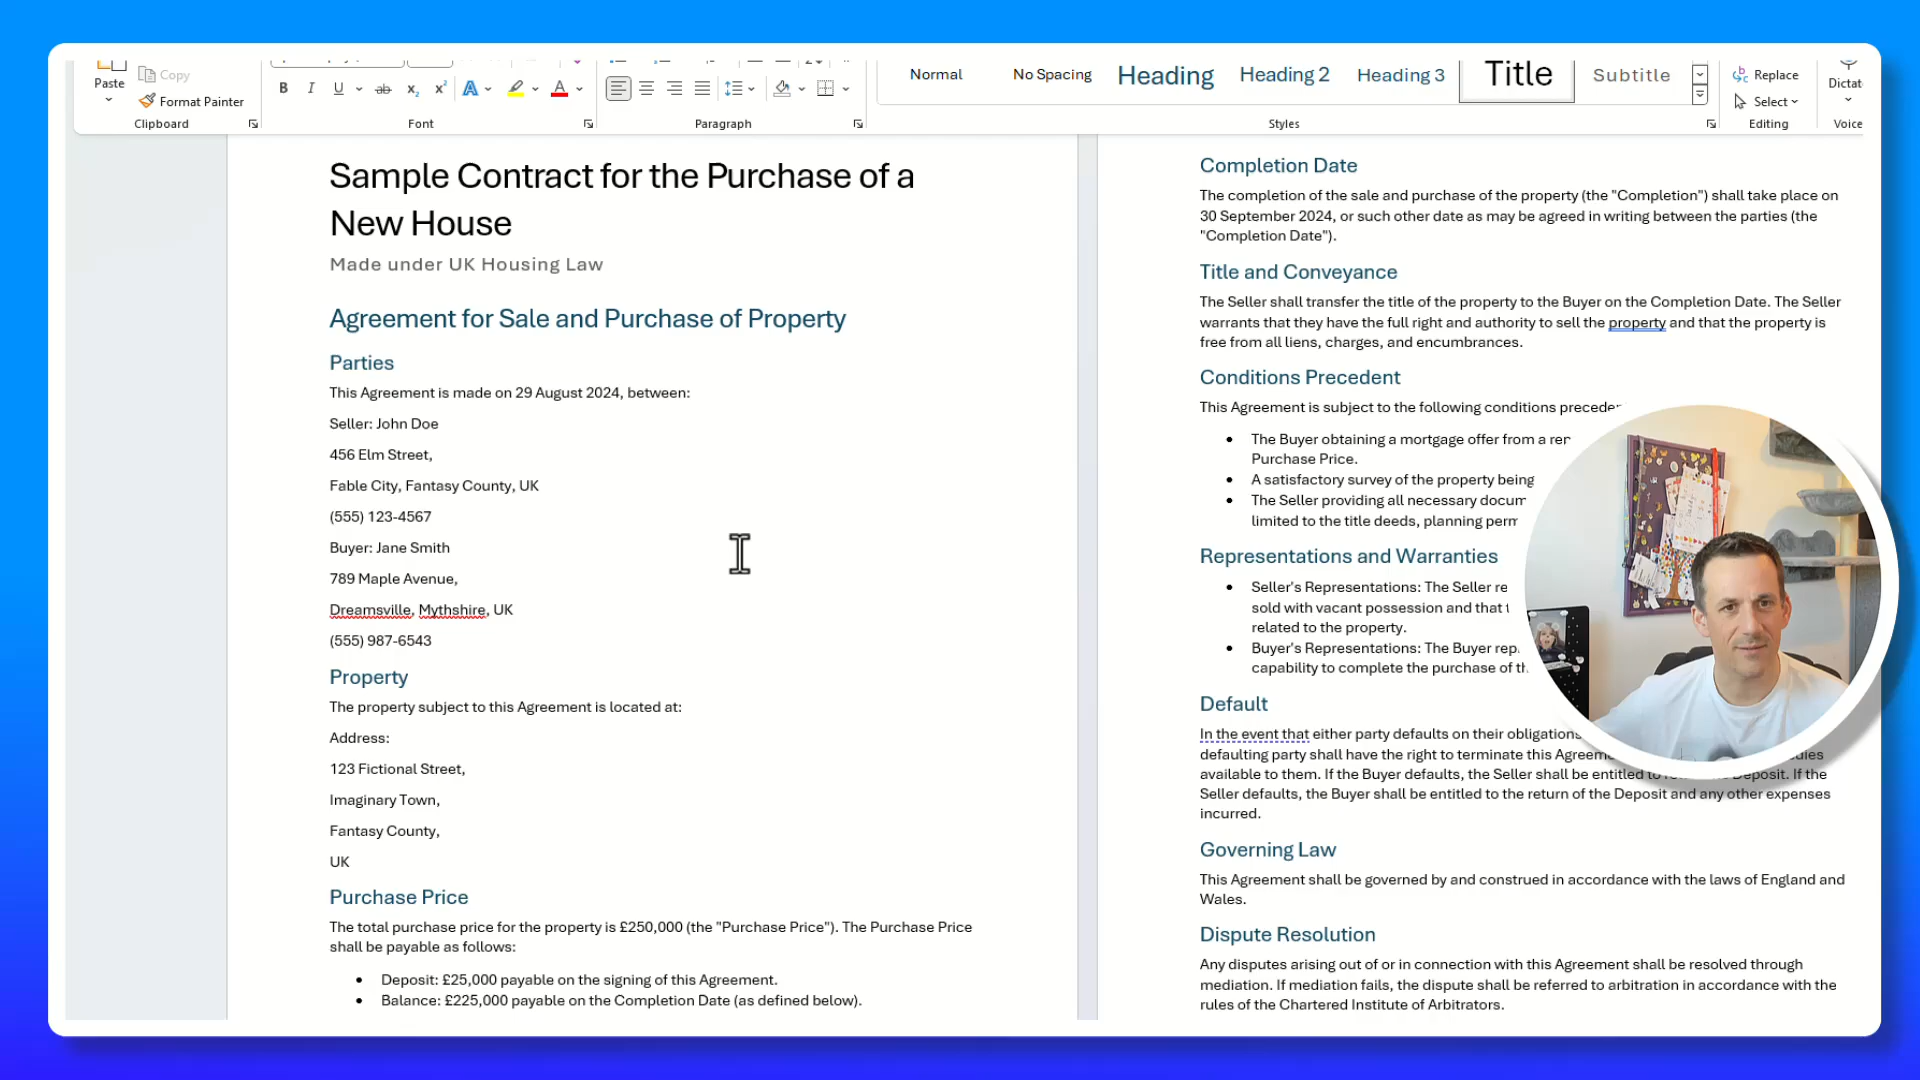 Paste
Copy
Format Painter
Clipboard
B I U ab x₂ x² A A
Font
Paragraph
Normal
No Spacing
Heading
Heading 2
Heading 3
Title
Subtitle
Styles
Replace
Select
Editing
Dictat
Voice
Sample Contract for the Purchase of a
New House
Made under UK Housing Law
Agreement for Sale and Purchase of Property
Parties
This Agreement is made on 29 August 2024, between:
Seller: John Doe
456 Elm Street,
Fable City, Fantasy County, UK
(555) 123-4567
Buyer: Jane Smith
789 Maple Avenue,
Dreamsville, Mythshire, UK
(555) 987-6543
Property
The property subject to this Agreement is located at:
Address:
123 Fictional Street,
Imaginary Town,
Fantasy County,
UK
Purchase Price
The total purchase price for the property is £250,000 (the "Purchase Price"). The Purchase Price
shall be payable as follows:
• Deposit: £25,000 payable on the signing of this Agreement.
• Balance: £225,000 payable on the Completion Date (as defined below).
Completion Date
The completion of the sale and purchase of the property (the "Completion") shall take place on
30 September 2024, or such other date as may be agreed in writing between the parties (the
"Completion Date").
Title and Conveyance
The Seller shall transfer the title of the property to the Buyer on the Completion Date. The Seller
warrants that they have the full right and authority to sell the property and that the property is
free from all liens, charges, and encumbrances.
Conditions Precedent
This Agreement is subject to the following conditions preceden
• The Buyer obtaining a mortgage offer from a
Purchase Price.
• A satisfactory survey of the property being
• The Seller providing all necessary docum
limited to the title deeds, planning perm
Representations and Warranties
• Seller's Representations: The Seller re
sold with vacant possession and that
related to the property.
• Buyer's Representations: The Buyer rep
capability to complete the purchase of
Default
In the event that either party defaults on their obligations
defaulting party shall have the right to terminate this Agreem
available to them. If the Buyer defaults, the Seller shall be entitled to Deposit. If the
Seller defaults, the Buyer shall be entitled to the return of the Deposit and any other expenses
incurred.
Governing Law
This Agreement shall be governed by and construed in accordance with the laws of England and
Wales.
Dispute Resolution
Any disputes arising out of or in connection with this Agreement shall be resolved through
mediation. If mediation fails, the dispute shall be referred to arbitration in accordance with the
rules of the Chartered Institute of Arbitrators.